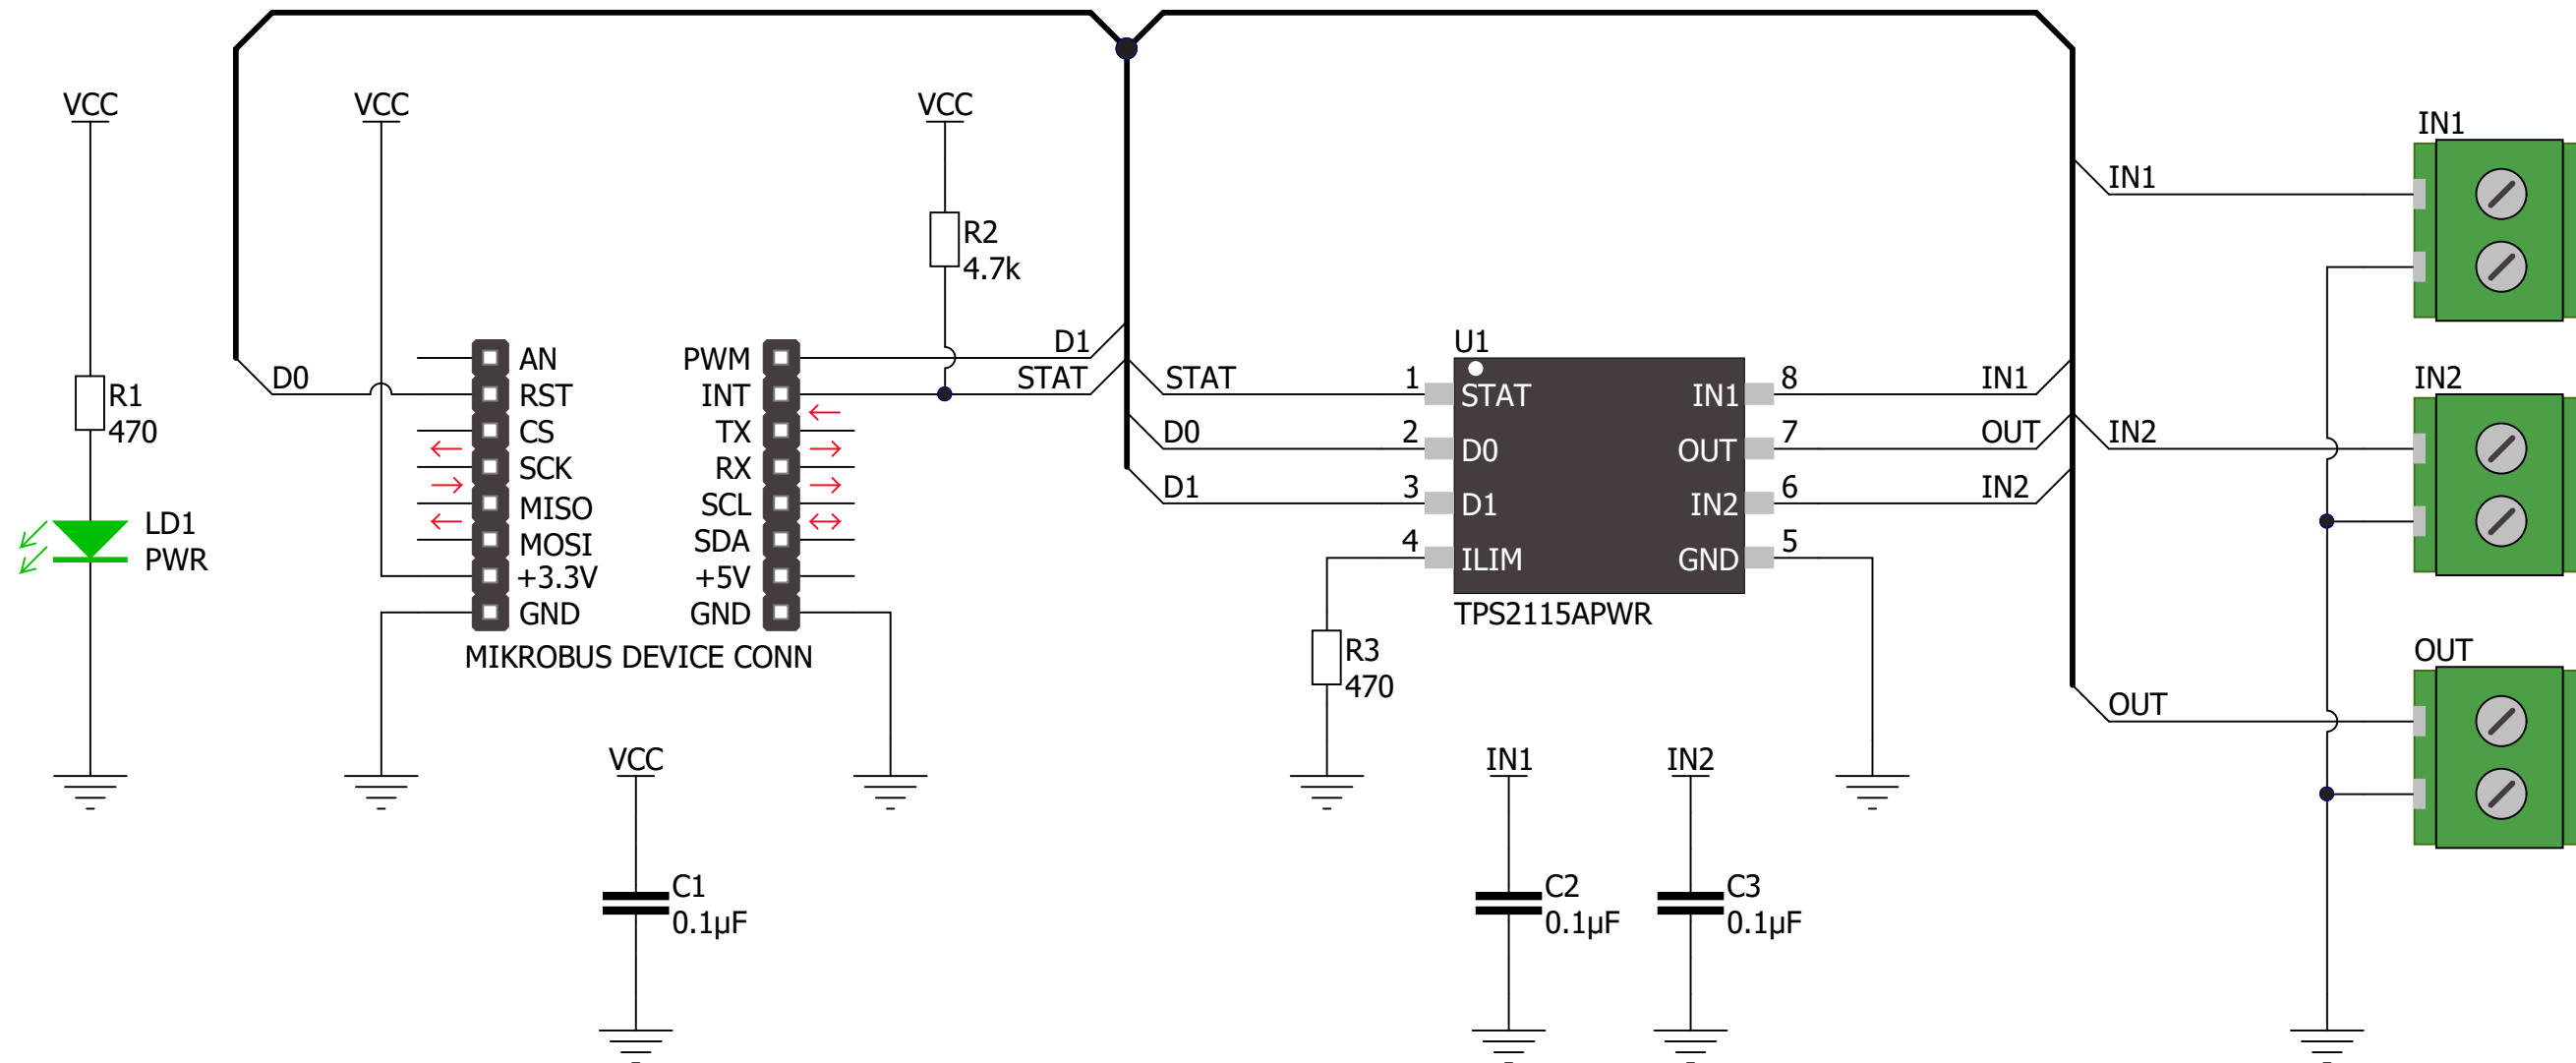 VCC
R1
470
LD1
PWR
VCC
D0
AN
RST
CS
SCK
MISO
MOSI
+3.3V
GND
PWM
INT
TX
RX
SCL
SDA
+5V
GND
MIKROBUS DEVICE CONN
VCC
R2
4.7k
D1
STAT
VCC
C1
0.1µF
STAT
D0
D1
U1
1
2
3
4
STAT
D0
D1
ILIM
IN1
OUT
IN2
GND
8
7
6
5
TPS2115APWR
IN1
OUT
IN2
R3
470
IN1
C2
0.1µF
IN2
C3
0.1µF
IN1
IN2
OUT
IN1
IN2
OUT